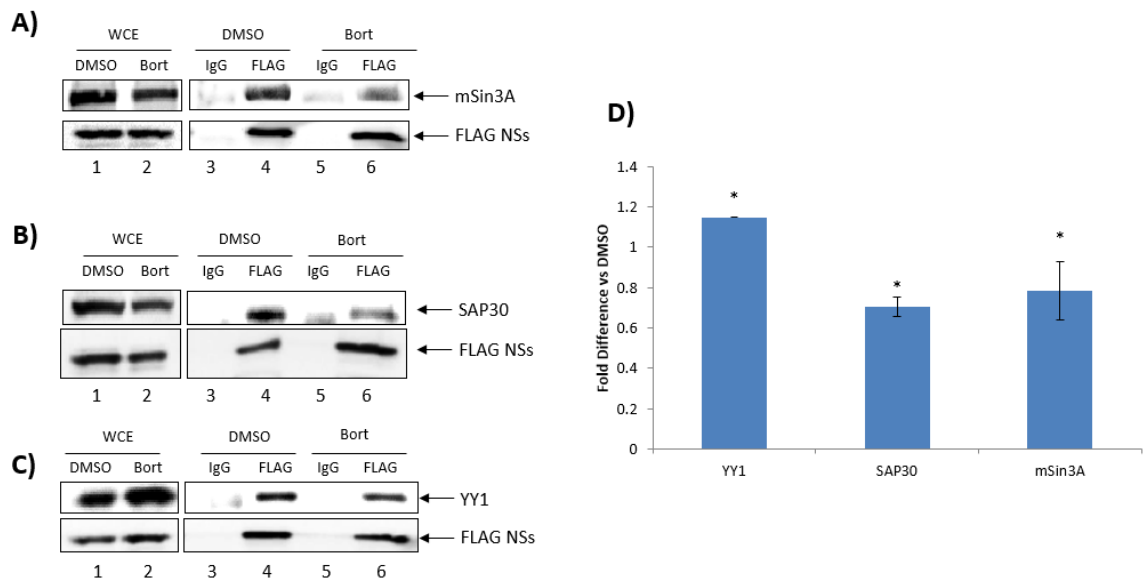 A)
WCE DMSO Bort
DMSO Bort IgG FLAG IgG FLAG
mSin3A
FLAG NSs
1 2 3 4 5 6
B)
WCE DMSO Bort
DMSO Bort IgG FLAG IgG FLAG
SAP30
FLAG NSs
1 2 3 4 5 6
C)
WCE DMSO Bort
DMSO Bort IgG FLAG IgG FLAG
YY1
FLAG NSs
1 2 3 4 5 6
D)
Fold Difference vs DMSO
1.4
1.2
1
0.8
0.6
0.4
0.2
0
* * *
YY1 SAP30 mSin3A